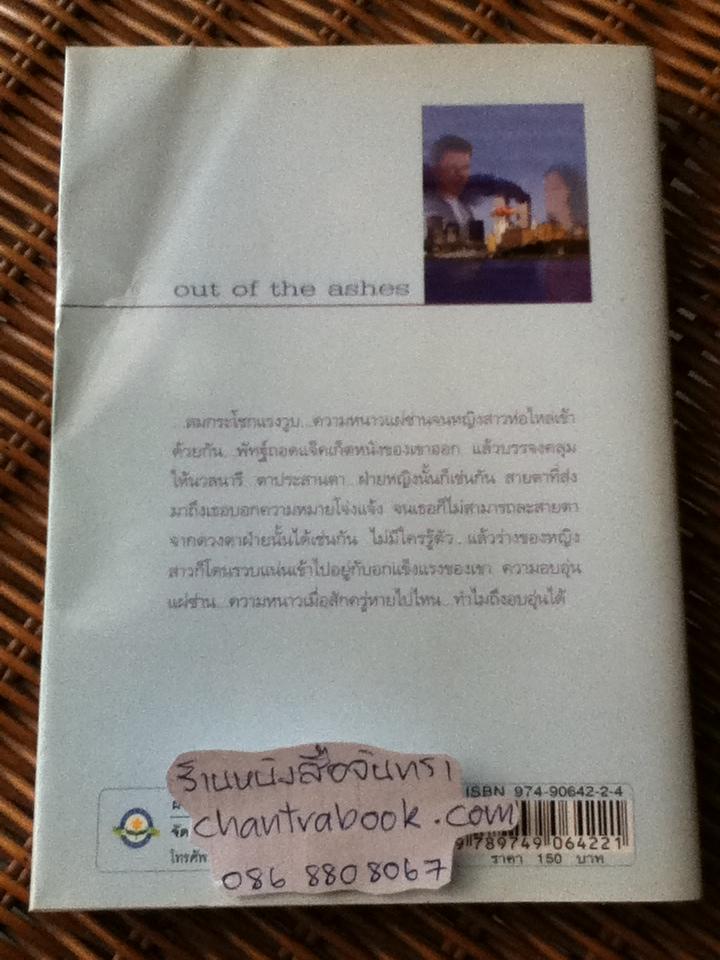 out of the ashes
...ลมกระโชกแรงวูบ...ความหนาวแผ่ซ่านจนหญิงสาวห่อไหล่เข้า
ด้วยกัน...พัทธ์ถอดแจ็คเก็ตหนังของเขาออก แล้วบรรจงคลุม
ให้นวลนารี ตาประสานตา...ฝ่ายหญิงนั้นก็เช่นกัน สายตาที่ส่ง
มาถึงเธอบอกความหมายโจ่งแจ้ง จนเธอก็ไม่สามารถละสายตา
จากดวงตาฝ่ายนั้นได้เช่นกัน ไม่มีใครรู้ตัว...แล้วร่างของหญิง
สาวก็โดนรวบแน่นเข้าไปอยู่กับอกแข็งแรงของเขา ความอบอุ่น
แผ่ซ่าน...ความหนาวเมื่อสักครู่หายไปไหน...ทำไมถึงอบอุ่นได้
ร้านหนังสือจันทรา
chantrabook.com
086 8808067
จัด
โทรศัพ
ISBN 974-90642-2-4
9 789749 064221
ราคา 150 บาท